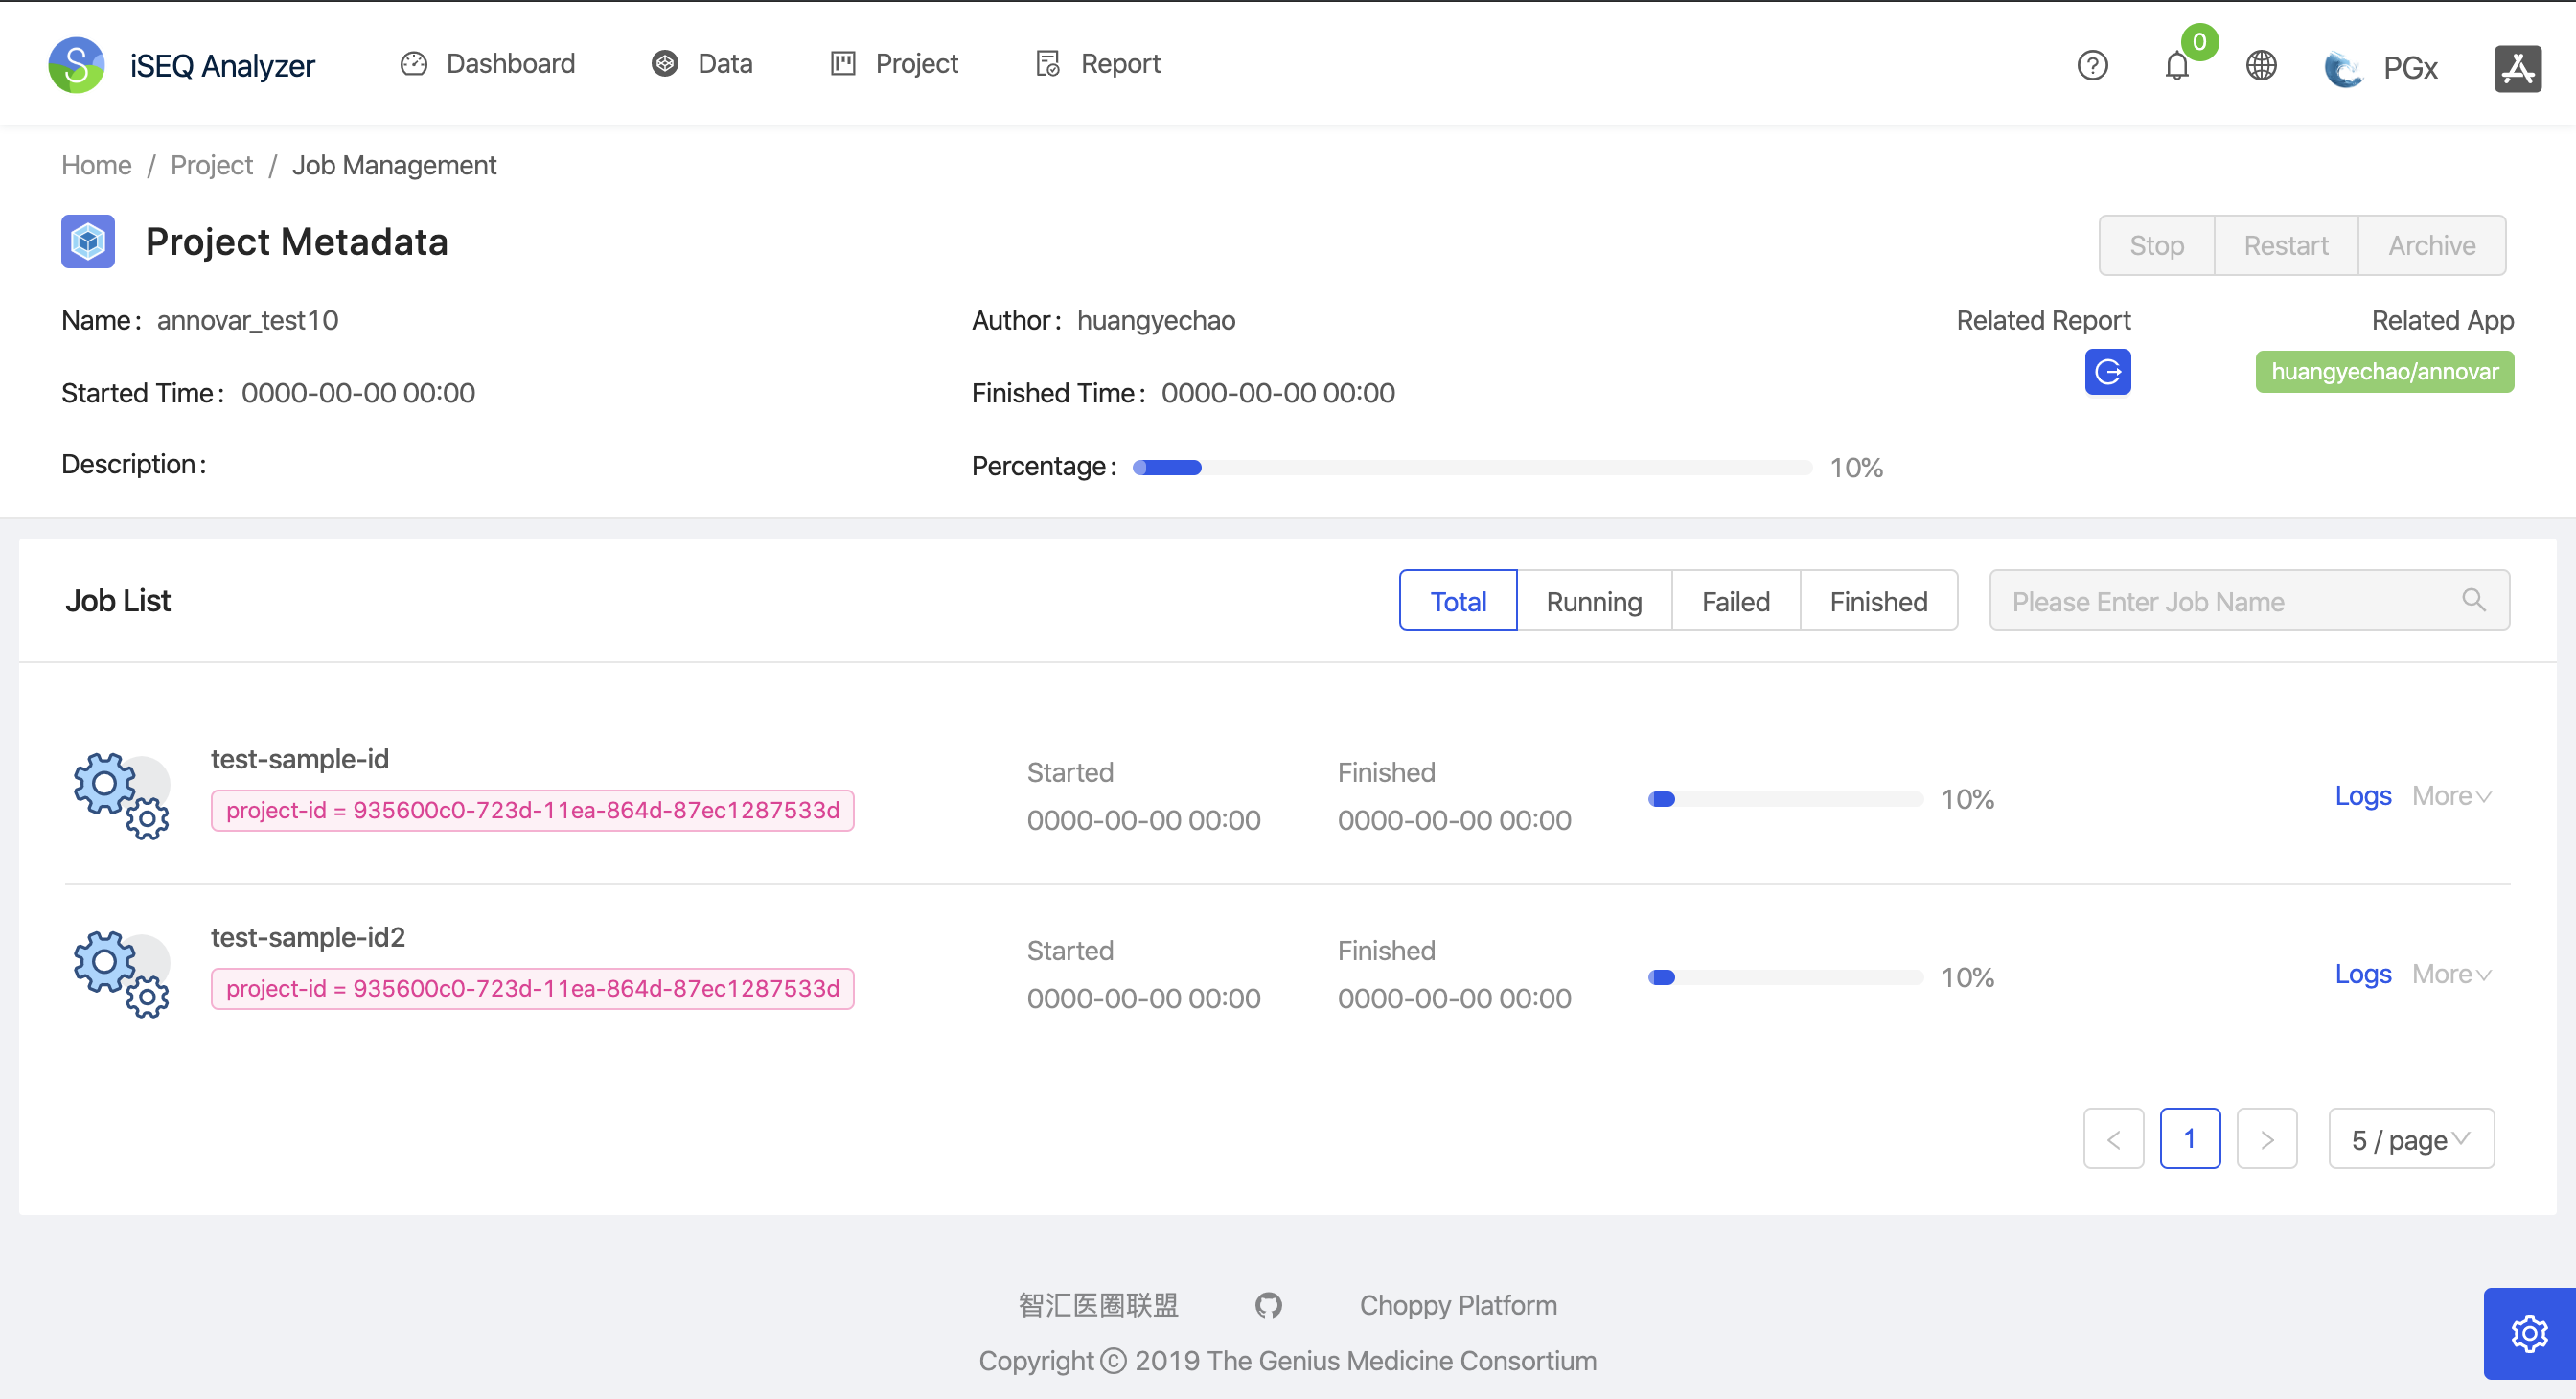 iSEQ Analyzer
Dashboard
Data
Project
Report
0
PGx
Home / Project / Job Management
Project Metadata
Stop
Restart
Archive
Name: annovar_test10
Author: huangyechao
Related Report
Related App
huangyechao/annovar
Started Time: 0000-00-00 00:00
Finished Time: 0000-00-00 00:00
Description:
Percentage: 10%
Job List
Total
Running
Failed
Finished
Please Enter Job Name
test-sample-id
project-id = 935600c0-723d-11ea-864d-87ec1287533d
Started
0000-00-00 00:00
Finished
0000-00-00 00:00
10%
Logs
More
test-sample-id2
project-id = 935600c0-723d-11ea-864d-87ec1287533d
Started
0000-00-00 00:00
Finished
0000-00-00 00:00
10%
Logs
More
< 1 >
5 / page
智汇医圈联盟
Choppy Platform
Copyright © 2019 The Genius Medicine Consortium